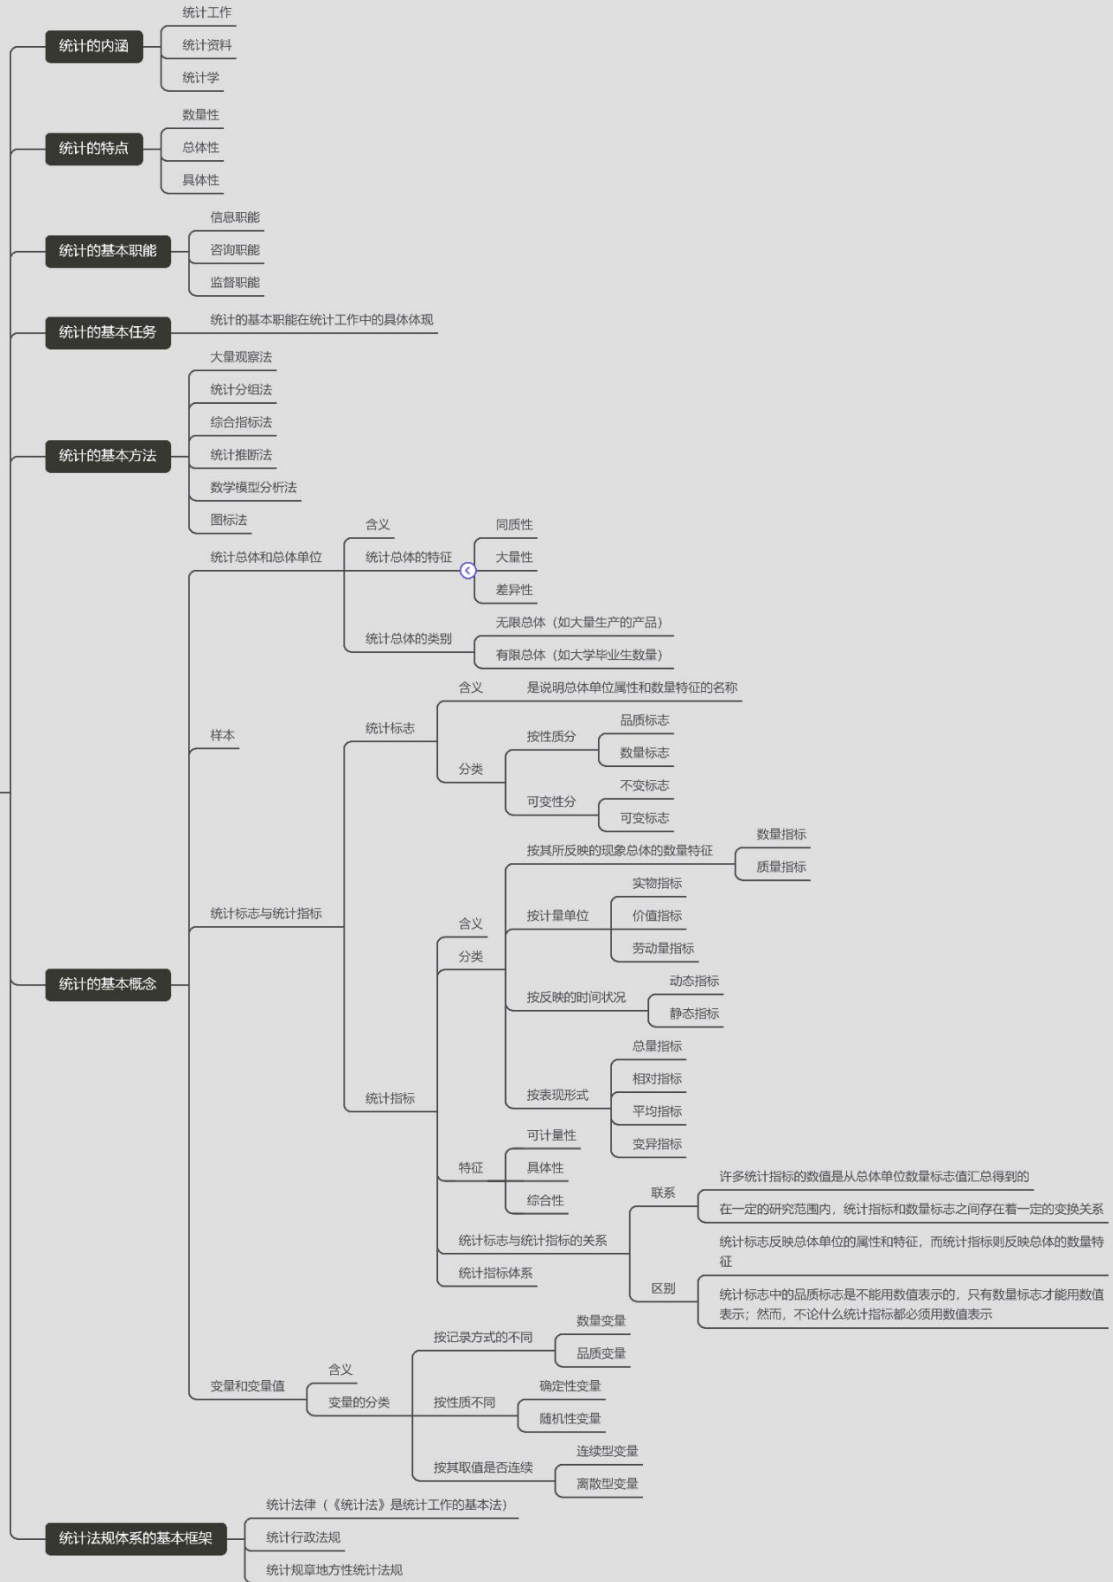 统计的内涵
统计工作
统计资料
统计学
统计的特点
数量性
总体性
具体性
统计的基本职能
信息职能
咨询职能
监督职能
统计的基本任务
统计的基本职能在统计工作中的具体体现
统计的基本方法
大量观察法
统计分组法
综合指标法
统计推断法
数学模型分析法
图标法
统计的基本概念
统计总体和总体单位
含义
统计总体的特征
同质性
大量性
差异性
统计总体的类别
无限总体（如大量生产的产品）
有限总体（如大学毕业生数量）
样本
统计标志与统计指标
统计标志
含义
是说明总体单位属性和数量特征的名称
分类
按性质分
品质标志
数量标志
可变性分
不变标志
可变标志
统计指标
含义
分类
按其所反映的现象总体的数量特征
数量指标
质量指标
按计量单位
实物指标
价值指标
劳动量指标
按反映的时间状况
动态指标
静态指标
按表现形式
总量指标
相对指标
平均指标
变异指标
特征
可计量性
具体性
综合性
统计标志与统计指标的关系
联系
许多统计指标的数值是从总体单位数量标志值汇总得到的
在一定的研究范围内，统计指标和数量标志之间存在着一定的变换关系
区别
统计标志反映总体单位的属性和特征，而统计指标则反映总体的数量特
征
统计标志中的品质标志是不能用数值表示的，只有数量标志才能用数值
表示；然而，不论什么统计指标都必须用数值表示
统计指标体系
变量和变量值
含义
变量的分类
按记录方式的不同
数量变量
品质变量
按性质不同
确定性变量
随机性变量
按其取值是否连续
连续型变量
离散型变量
统计法规体系的基本框架
统计法律（《统计法》是统计工作的基本法）
统计行政法规
统计规章地方性统计法规